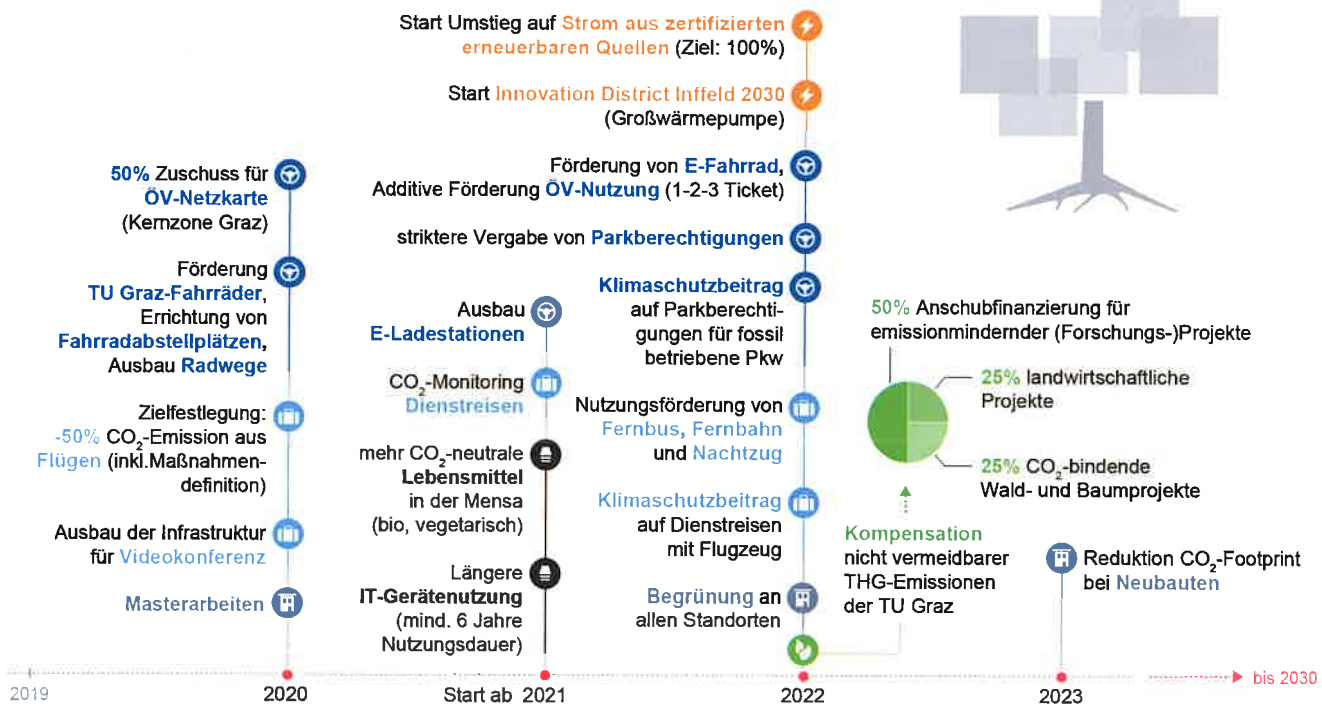 Start Umstieg auf Strom aus zertifizierten
erneuerbaren Quellen (Ziel: 100%)
Start Innovation District Inffeld 2030
(Großwärmepumpe)
50% Zuschuss für
ÖV-Netzkarte
(Kernzone Graz)
Förderung
TU Graz-Fahrräder,
Errichtung von
Fahrradabstellplätzen,
Ausbau Radwege
Zielfestlegung:
-50% CO₂-Emission aus
Flügen (inkl.Maßnahmen-
definition)
Ausbau der Infrastruktur
für Videokonferenz
Masterarbeiten
Ausbau
E-Ladestationen
CO₂-Monitoring
Dienstreisen
mehr CO₂-neutrale
Lebensmittel
in der Mensa
(bio, vegetarisch)
Längere
IT-Gerätenutzung
(mind. 6 Jahre
Nutzungsdauer)
Förderung von E-Fahrrad,
Additive Förderung ÖV-Nutzung (1-2-3 Ticket)
striktere Vergabe von Parkberechtigungen
Klimaschutzbeitrag
auf Parkberechti-
gungen für fossil
betriebene Pkw
Nutzungsförderung von
Fernbus, Fernbahn
und Nachtzug
Klimaschutzbeitrag
auf Dienstreisen
mit Flugzeug
Begrünung an
allen Standorten
50% Anschubfinanzierung für
emissionmindernder (Forschungs-)Projekte
25% landwirtschaftliche
Projekte
25% CO₂-bindende
Wald- und Baumprojekte
Kompensation
nicht vermeidbarer
THG-Emissionen
der TU Graz
Reduktion CO₂-Footprint
bei Neubauten
2019
2020
Start ab 2021
2022
2023
bis 2030